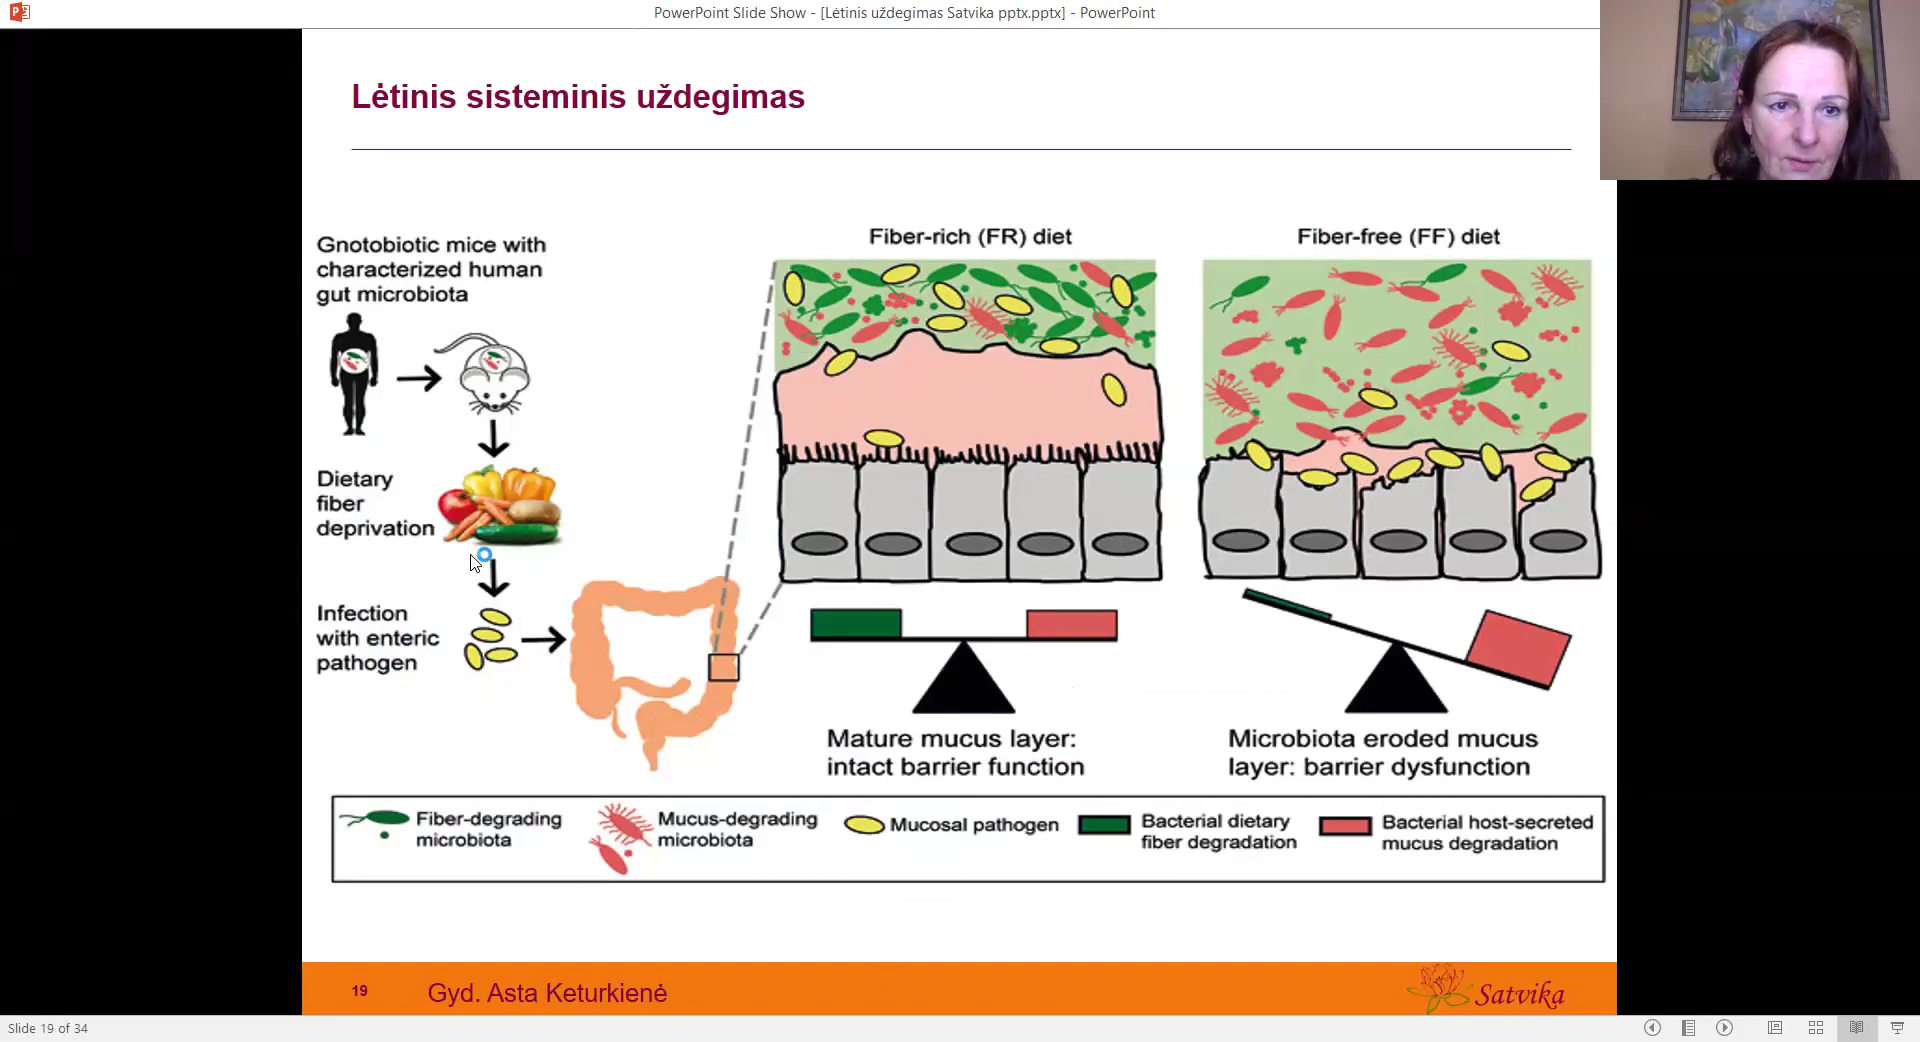 PowerPoint Slide Show - [Lėtinis uždegimas Satvika pptx.pptx] - PowerPoint
Lėtinis sisteminis uždegimas
Gnotobiotic mice with
characterized human
gut microbiota
Dietary
fiber
deprivation
Infection
with enteric
pathogen
Fiber-rich (FR) diet
Mature mucus layer:
intact barrier function
Fiber-free (FF) diet
Microbiota eroded mucus
layer: barrier dysfunction
Fiber-degrading
microbiota
Mucus-degrading
microbiota
Mucosal pathogen
Bacterial dietary
fiber degradation
Bacterial host-secreted
mucus degradation
19
Gyd. Asta Keturkienė
Satvika
Slide 19 of 34